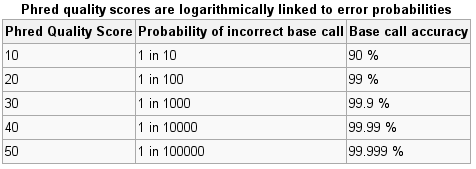 Phred quality scores are logarithmically linked to error probabilities
Phred Quality Score Probability of incorrect base call Base call accuracy
10 1 in 10 90 %
20 1 in 100 99 %
30 1 in 1000 99.9 %
40 1 in 10000 99.99 %
50 1 in 100000 99.999 %